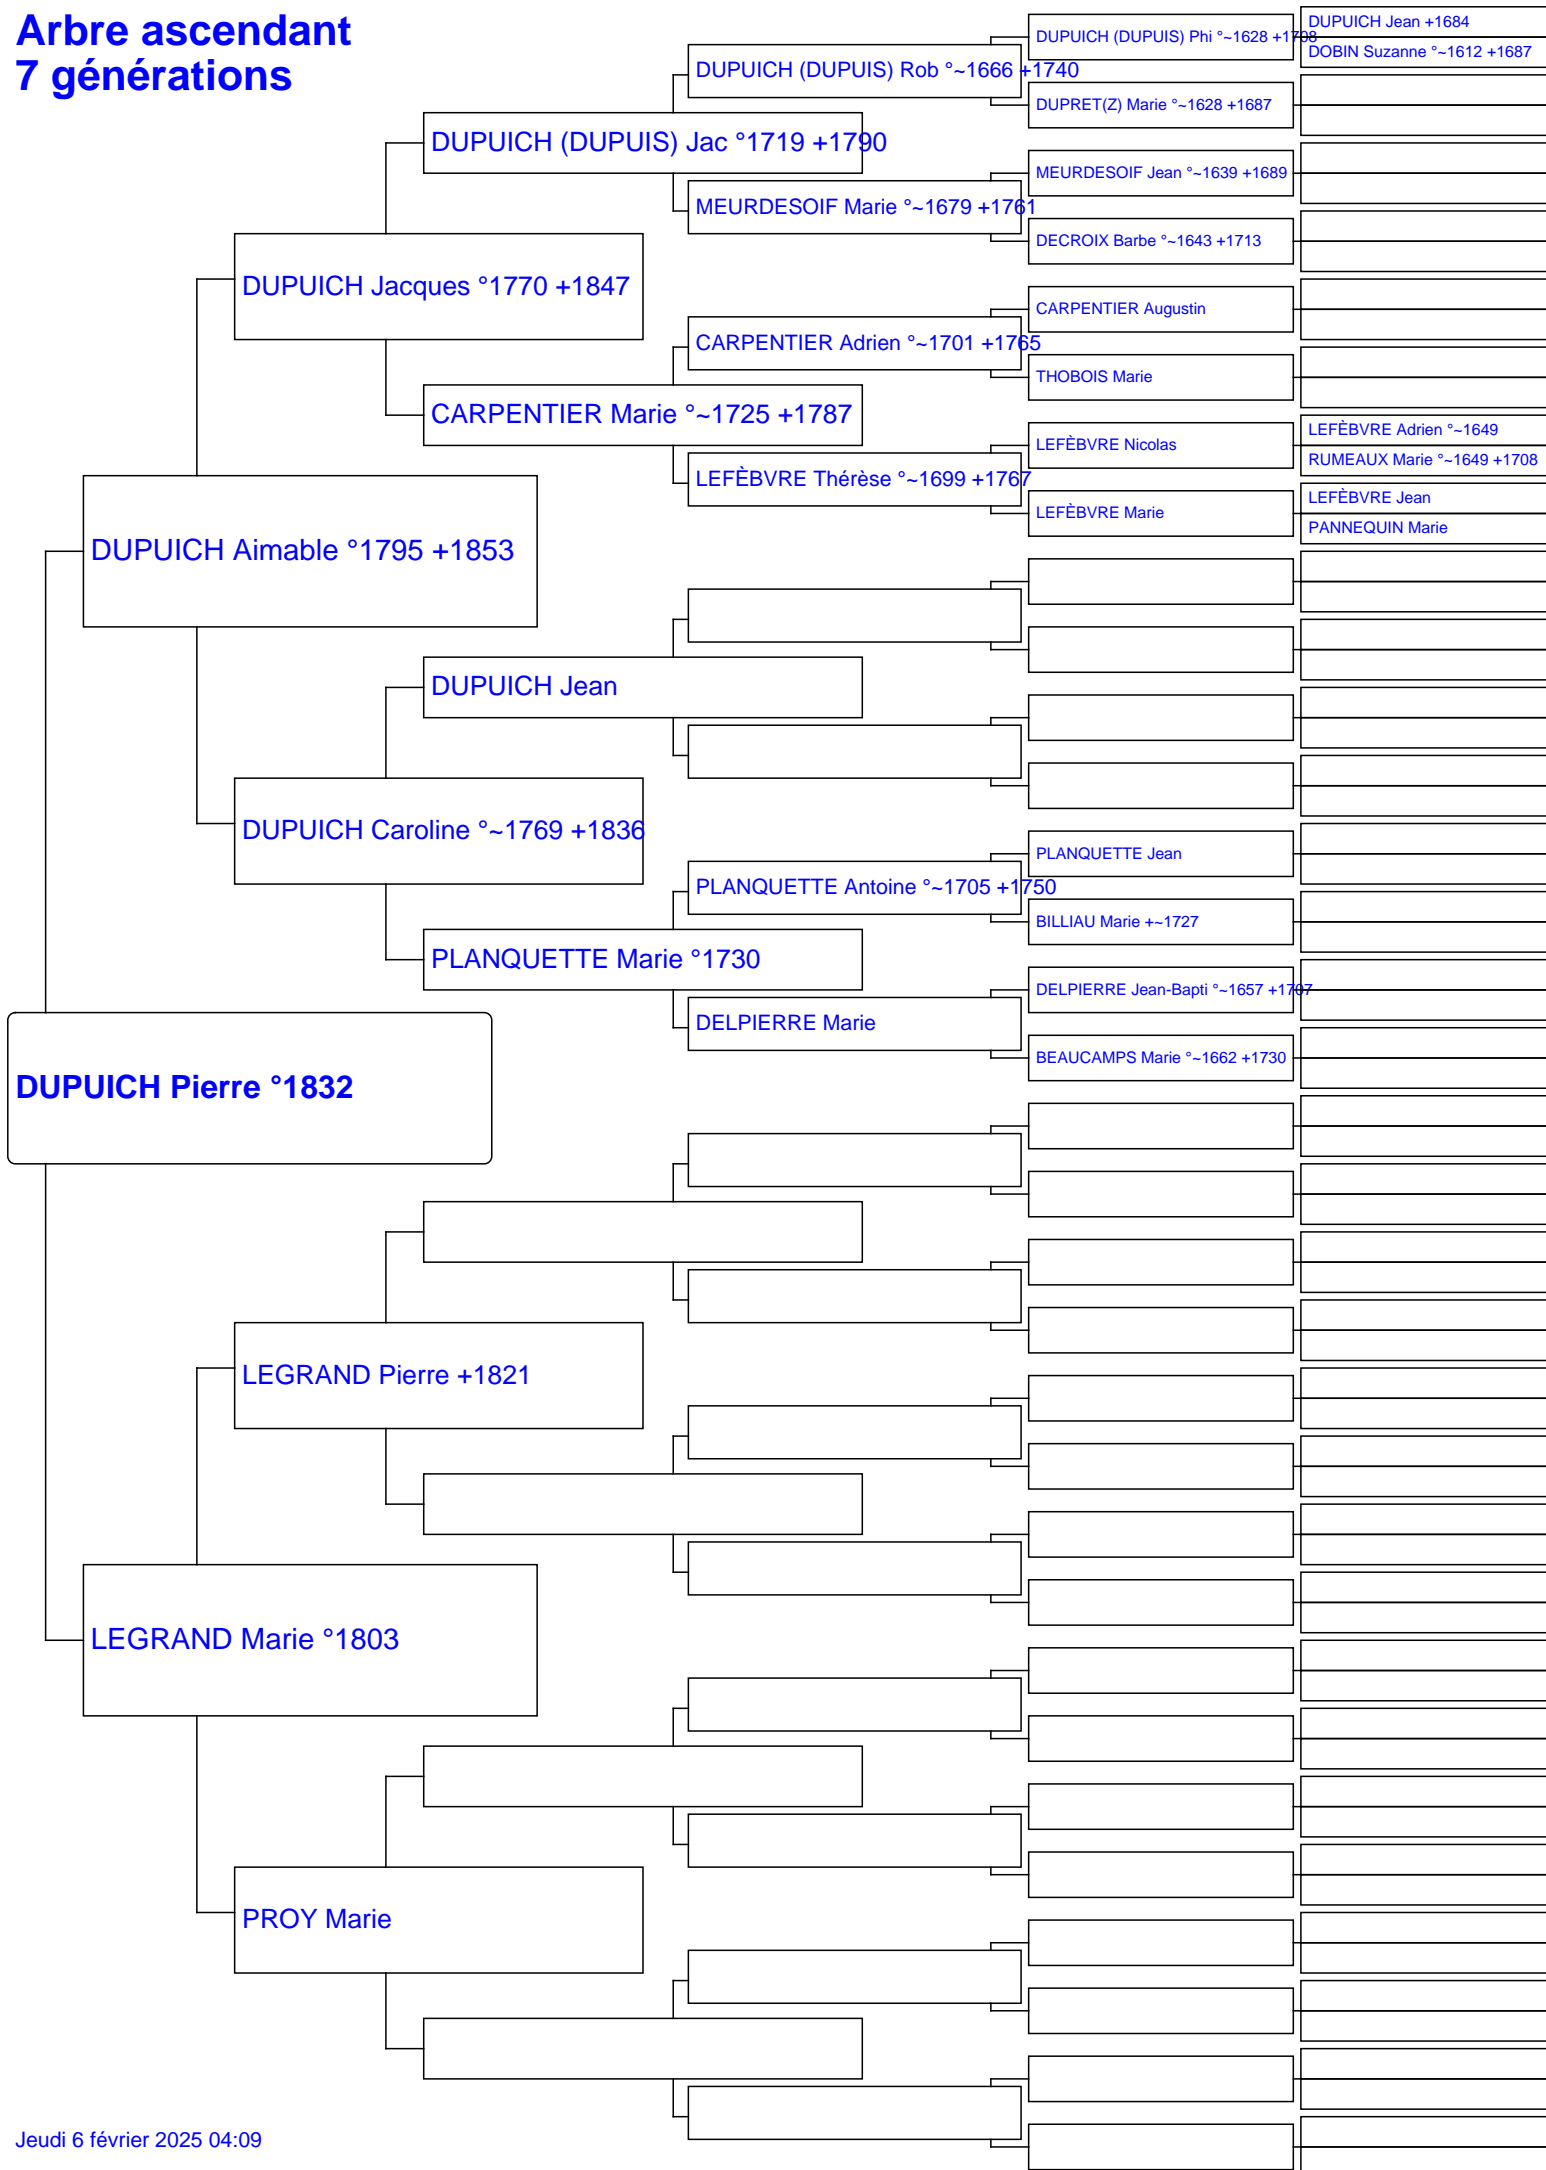 Arbre ascendant
7 générations
DUPUICH Jean +1684
DUPUICH (DUPUIS) Phi °~1628 +1708
DOBIN Suzanne °~1612 +1687
DUPUICH (DUPUIS) Rob °~1666 +1740
DUPRET(Z) Marie °~1628 +1687
DUPUICH (DUPUIS) Jac °1719 +1790
MEURDESOIF Jean °~1639 +1689
MEURDESOIF Marie °~1679 +1761
DECROIX Barbe °~1643 +1713
DUPUICH Jacques °1770 +1847
CARPENTIER Augustin
CARPENTIER Adrien °~1701 +1765
THOBOIS Marie
CARPENTIER Marie °~1725 +1787
LEFÈBVRE Adrien °~1649
LEFÈBVRE Nicolas
RUMEAUX Marie °~1649 +1708
LEFÈBVRE Thérèse °~1699 +1767
LEFÈBVRE Jean
LEFÈBVRE Marie
PANNEQUIN Marie
DUPUICH Aimable °1795 +1853
DUPUICH Jean
DUPUICH Caroline °~1769 +1836
PLANQUETTE Jean
PLANQUETTE Antoine °~1705 +1750
BILLIAU Marie +~1727
PLANQUETTE Marie °1730
DELPIERRE Jean-Bapti °~1657 +1707
DELPIERRE Marie
BEAUCAMPS Marie °~1662 +1730
DUPUICH Pierre °1832
LEGRAND Pierre +1821
LEGRAND Marie °1803
PROY Marie
Jeudi 6 février 2025 04:09